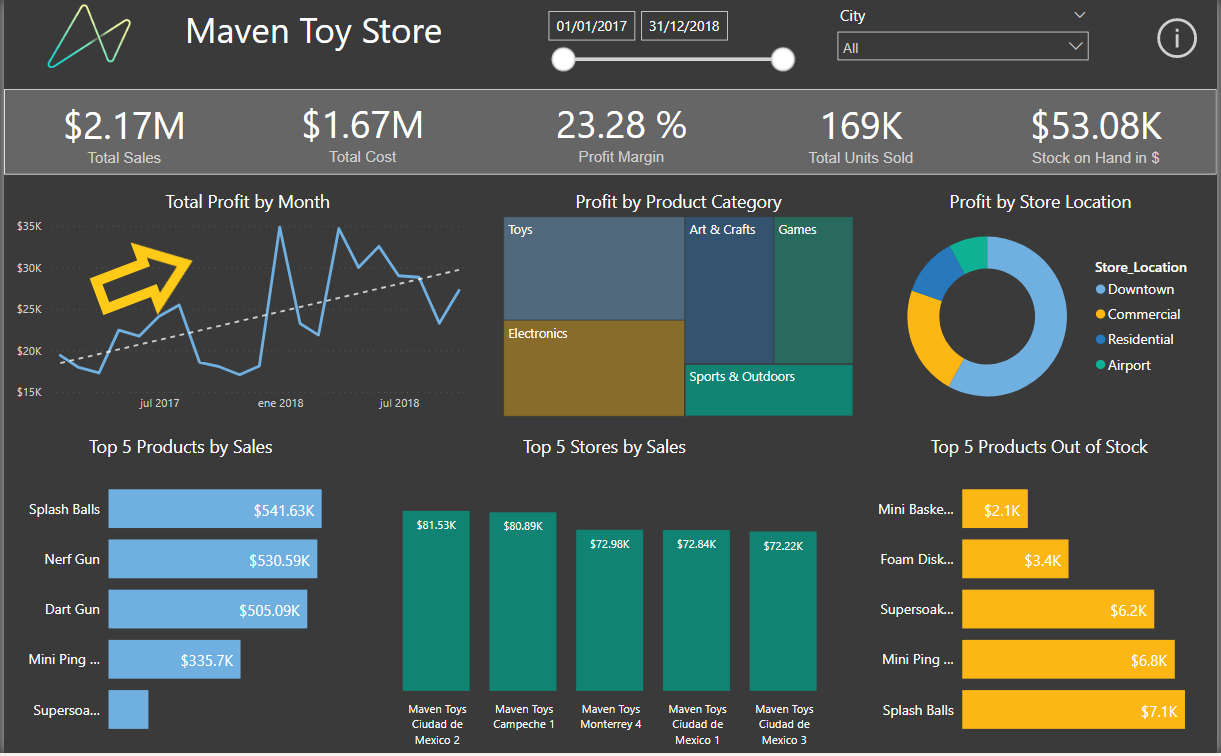 Maven Toy Store
01/01/2017 31/12/2018
City
All
i
$2.17M
Total Sales
$1.67M
Total Cost
23.28 %
Profit Margin
169K
Total Units Sold
$53.08K
Stock on Hand in $
Total Profit by Month
$35K
$30K
$25K
$20K
$15K
jul 2017
ene 2018
jul 2018
Profit by Product Category
Toys
Art & Crafts
Games
Electronics
Sports & Outdoors
Profit by Store Location
Store_Location
Downtown
Commercial
Residential
Airport
Top 5 Products by Sales
Splash Balls $541.63K
Nerf Gun $530.59K
Dart Gun $505.09K
Mini Ping ... $335.7K
Supersoa...
Top 5 Stores by Sales
$81.53K
$80.89K
$72.98K
$72.84K
$72.22K
Maven Toys
Ciudad de
Mexico 2
Maven Toys
Campeche 1
Maven Toys
Monterrey 4
Maven Toys
Ciudad de
Mexico 1
Maven Toys
Ciudad de
Mexico 3
Top 5 Products Out of Stock
Mini Baske... $2.1K
Foam Disk... $3.4K
Supersoak... $6.2K
Mini Ping ... $6.8K
Splash Balls $7.1K